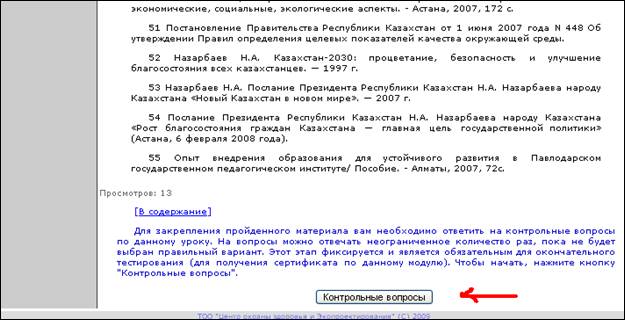 экономические, социальные, экологические аспекты. - Астана, 2007, 172 с.
51 Постановление Правительства Республики Казахстан от 1 июня 2007 года N 448 Об
утверждении Правил определения целевых показателей качества окружающей среды.
52 Назарбаев Н.А. Казахстан-2030: процветание, безопасность и улучшение
благосостояния всех казахстанцев. — 1997 г.
53 Назарбаев Н.А. Послание Президента Республики Казахстан Н.А. Назарбаева народу
Казахстана «Новый Казахстан в новом мире». — 2007 г.
54 Послание Президента Республики Казахстан Н.А. Назарбаева народу Казахстана
«Рост благосостояния граждан Казахстана — главная цель государственной политики»
(Астана, 6 февраля 2008 года).
55 Опыт внедрения образования для устойчивого развития в Павлодарском
государственном педагогическом институте/ Пособие. - Алматы, 2007, 72с.
Просмотров: 13
[В содержание]
Для закрепления пройденного материала вам необходимо ответить на контрольные вопросы
по данному уроку. На вопросы можно отвечать неограниченное количество раз, пока не будет
выбран правильный вариант. Этот этап фиксируется и является обязательным для окончательного
тестирования (для получения сертификата по данному модулю). Чтобы начать, нажмите кнопку
"Контрольные вопросы".
Контрольные вопросы
ТОО "Центр охраны здоровья и Экопроектирования" (C) 2009